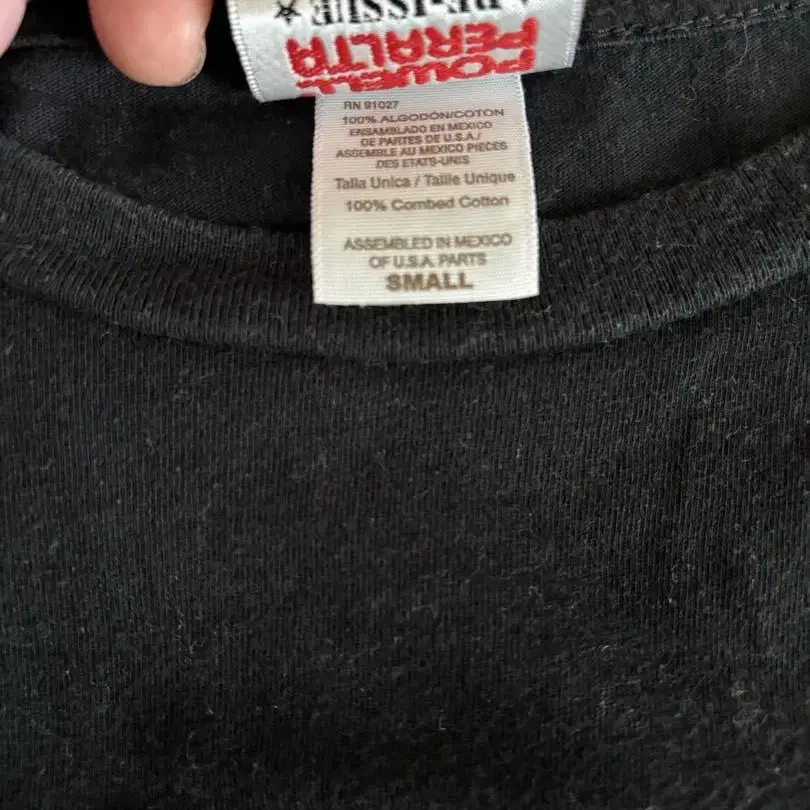 ★ A RE-ISSUE
POWELL
PERALTA
RN 91027
100% ALGODÓN/COTON
ENSAMBLADO EN MEXICO
DE PARTES DE U.S.A./
ASSEMBLE AU MEXICO PIECES
DES ETATS-UNIS
Talla Unica / Taille Unique
100% Combed Cotton
ASSEMBLED IN MEXICO
OF U.S.A. PARTS
SMALL